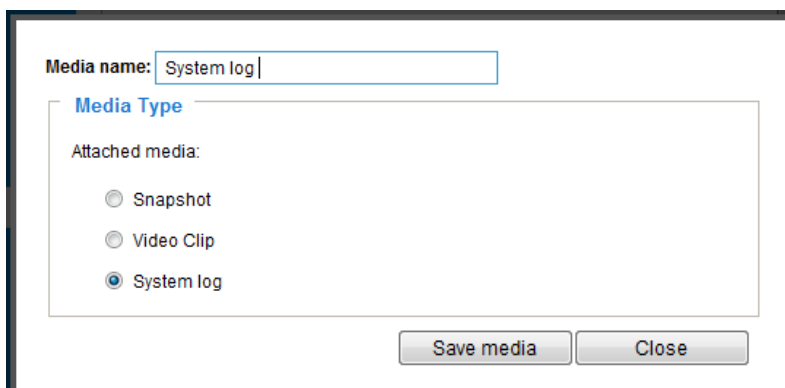 Media name: System log
Media Type
Attached media:
Snapshot
Video Clip
System log
Save media Close